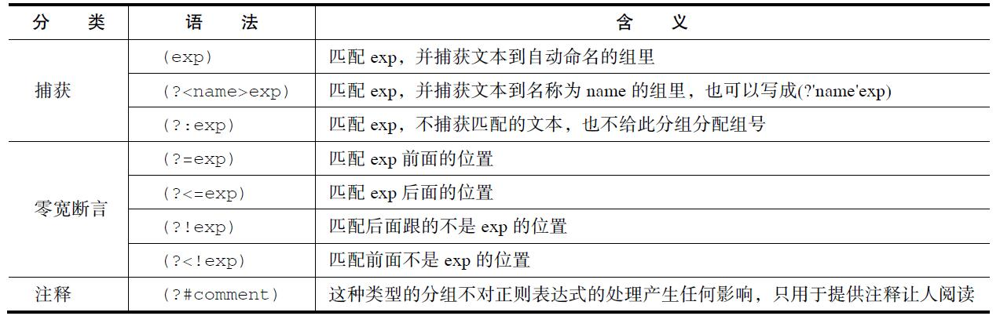 分 类 语 法 含 义
捕获
(exp) 匹配 exp，并捕获文本到自动命名的组里
(?<name>exp) 匹配 exp，并捕获文本到名称为 name 的组里，也可以写成(?'name'exp)
(?:exp) 匹配 exp，不捕获匹配的文本，也不给此分组分配组号
零宽断言
(?=exp) 匹配 exp 前面的位置
(?<=exp) 匹配 exp 后面的位置
(?!exp) 匹配后面跟的不是 exp 的位置
(?<!exp) 匹配前面不是 exp 的位置
注释 (?#comment) 这种类型的分组不对正则表达式的处理产生任何影响，只用于提供注释让人阅读